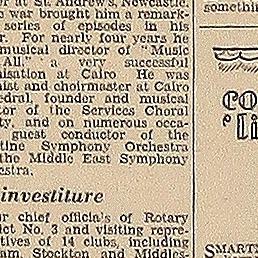 r at St. Andrew's, Newcastle.
war brought him a remark-
series of episodes in his
r. For nearly four years he
musical director of "Music
All," a very successful
nisation at Cairo. He was
ist and choirmaster at Cairo
edral, founder and musical
tor of the Services Choral
ty, and on numerous occa-
guest conductor of the
tine Symphony Orchestra
the Middle East Symphony
estra.
investiture
r chief officials of Rotary
ict No. 3 and visiting repre-
tives of 14 clubs, including
am, Stockton and Middles-
somethin
co
'li
SMART